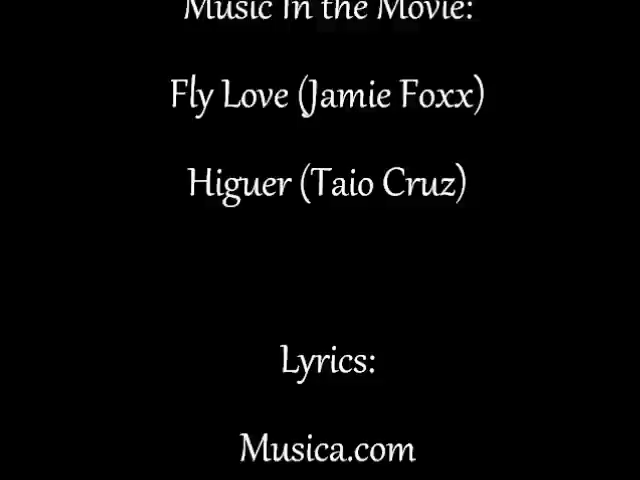 Music In the Movie:
Fly Love (Jamie Foxx)
Higuer (Taio Cruz)
Lyrics:
Musica.com